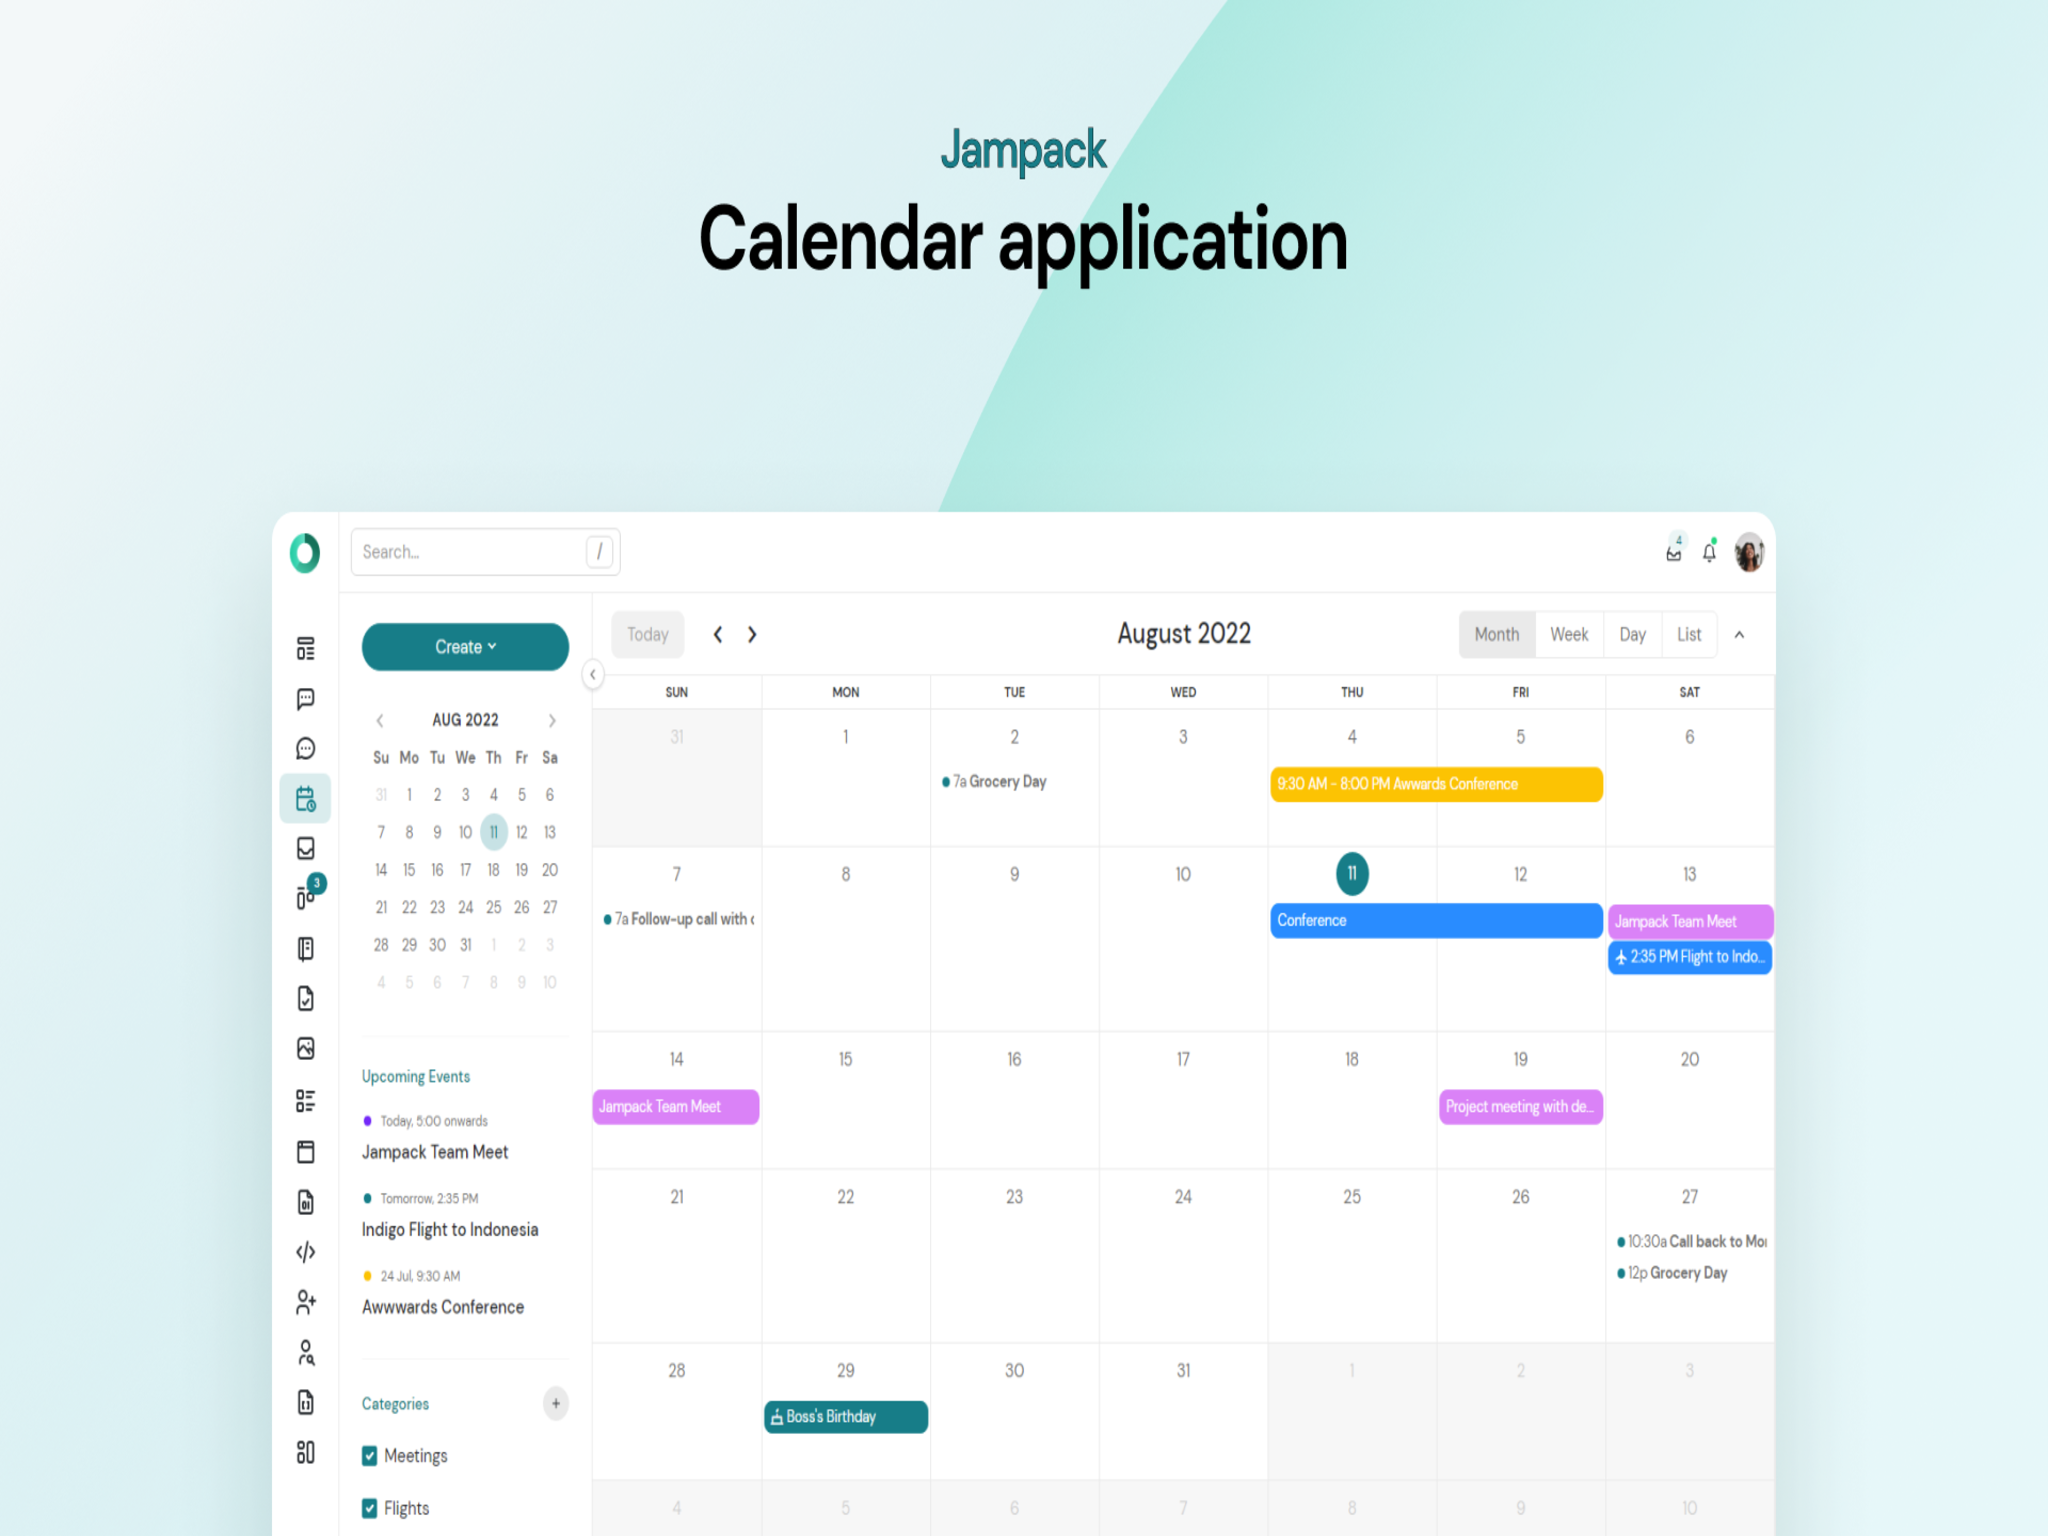 Jampack
Calendar application
Search... /
4
Create
AUG 2022
Su Mo Tu We Th Fr Sa
31 1 2 3 4 5 6
7 8 9 10 11 12 13
14 15 16 17 18 19 20
21 22 23 24 25 26 27
28 29 30 31 1 2 3
4 5 6 7 8 9 10
3
Upcoming Events
Today, 5:00 onwards
Jampack Team Meet
Tomorrow, 2:35 PM
Indigo Flight to Indonesia
24 Jul, 9:30 AM
Awwwards Conference
Categories +
Meetings
Flights
Today
August 2022
Month Week Day List
SUN MON TUE WED THU FRI SAT
31 1 2 3 4 5 6
7a Grocery Day
9:30 AM - 8:00 PM Awwards Conference
7 8 9 10 11 12 13
7a Follow-up call with
Conference
Jampack Team Meet
2:35 PM Flight to Indo...
14 15 16 17 18 19 20
Jampack Team Meet
Project meeting with de...
21 22 23 24 25 26 27
10:30a Call back to
12p Grocery Day
28 29 30 31 1 2 3
Boss's Birthday
4 5 6 7 8 9 10